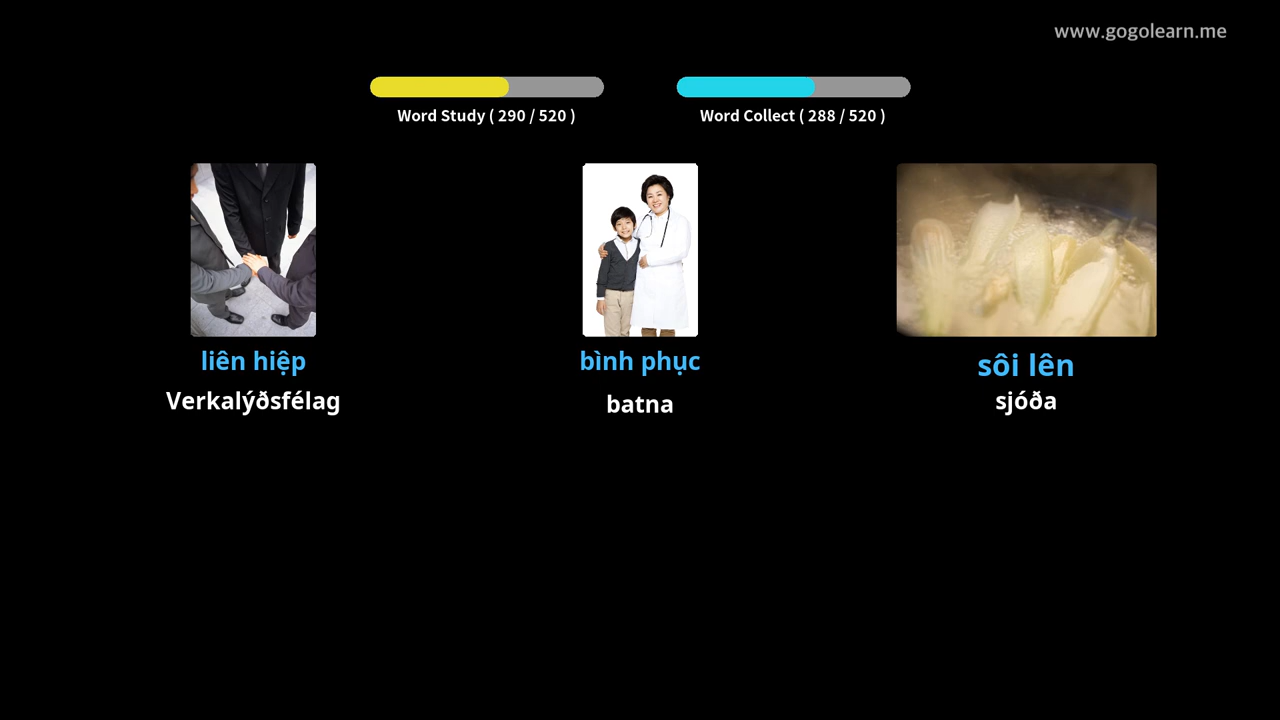 www.gogolearn.me
Word Study ( 290 / 520 )
Word Collect ( 288 / 520 )
liên hiệp
Verkalýðsfélag
bình phục
batna
sôi lên
sjóða